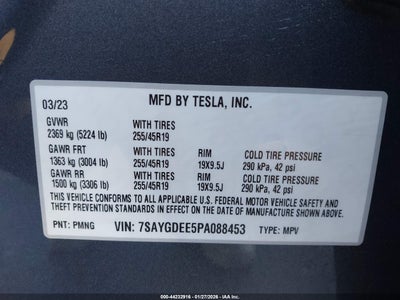 03/23
MFD BY TESLA, INC.
GVWR
2369 kg (5224 lb)
WITH TIRES
255/45R19
GAWR FRT
1363 kg (3004 lb)
WITH TIRES
255/45R19
RIM
19X9.5J
COLD TIRE PRESSURE
290 kPa, 42 psi
GAWR RR
1500 kg (3306 lb)
WITH TIRES
255/45R19
RIM
19X9.5J
COLD TIRE PRESSURE
290 kPa, 42 psi
THIS VEHICLE CONFORMS TO ALL APPLICABLE U.S. FEDERAL MOTOR VEHICLE SAFETY AND
THEFT PREVENTION STANDARDS IN EFFECT ON THE DATE OF MANUFACTURE SHOWN ABOVE.
PNT: PMNG
VIN: 7SAYGDEE5PA088453
TYPE: MPV
ID: 44232916 | 01/27/2026 - IAA Holdings, LLC